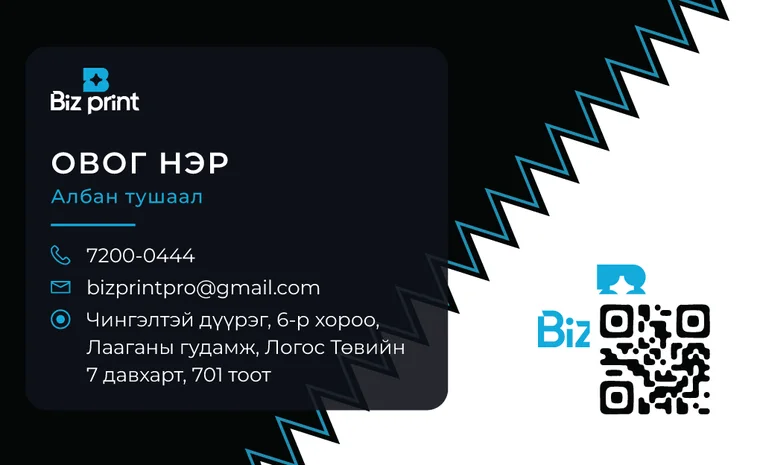 Biz print
ОВОГ НЭР
Албан тушаал
7200-0444
bizprintpro@gmail.com
Чингэлтэй дүүрэг, 6-р хороо,
Лааганы гудамж, Логос Төвийн
7 давхарт, 701 тоот
Biz